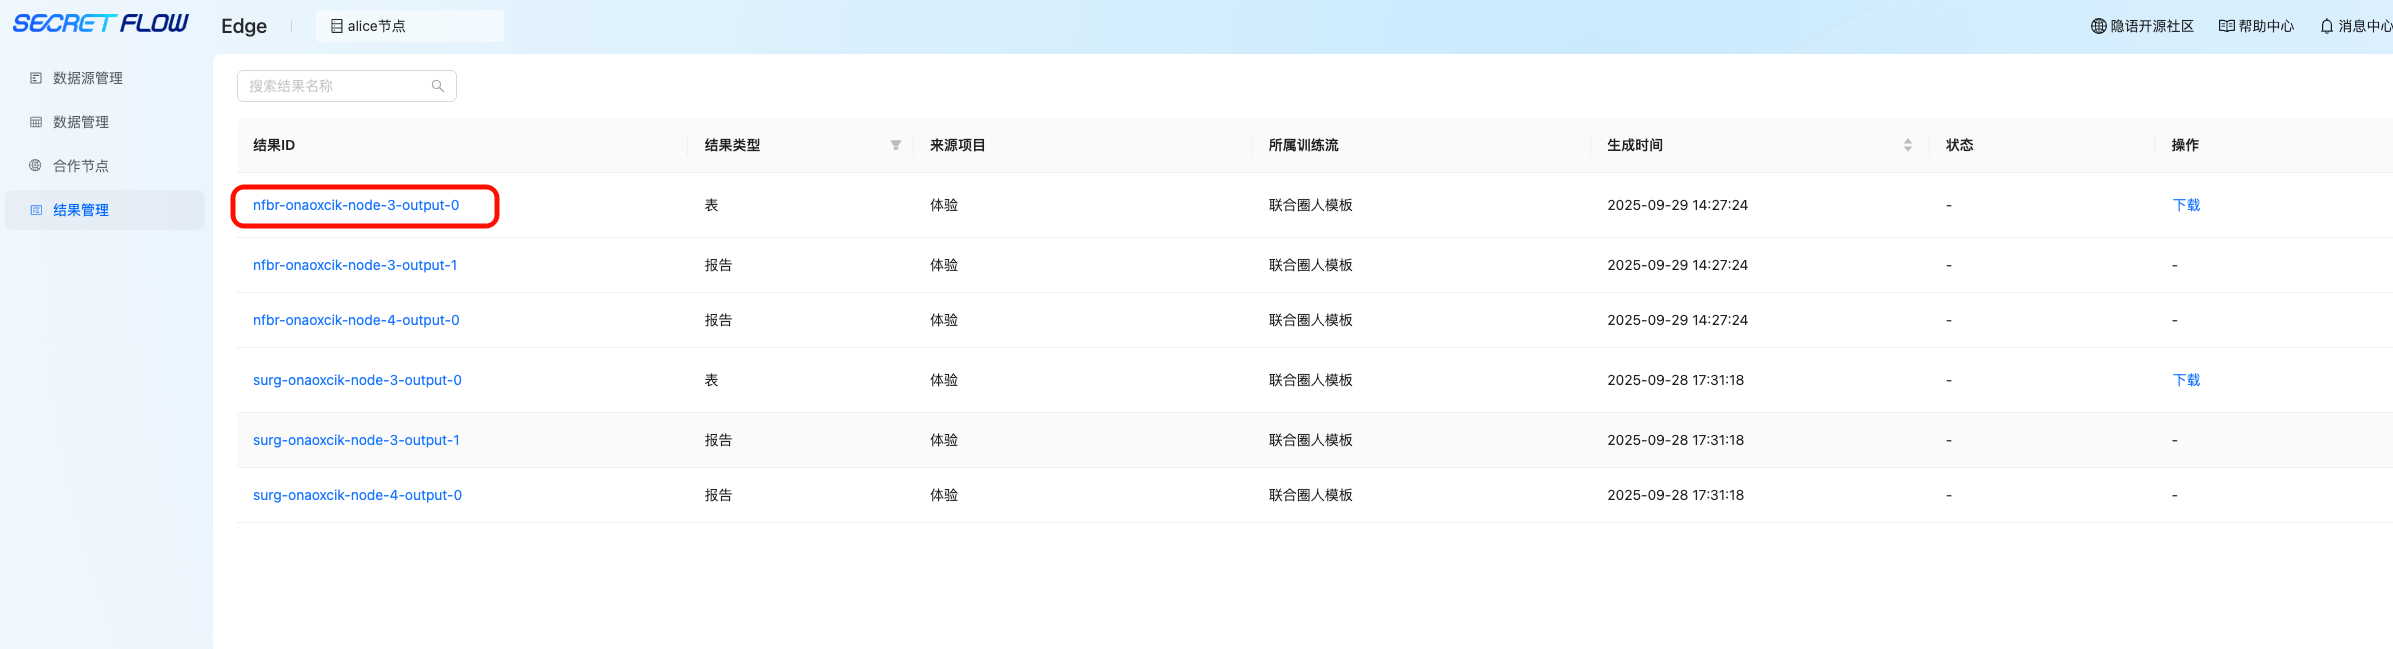 SECRETFLOW
Edge
alice节点
隐语开源社区
帮助中心
消息中心
数据源管理
数据管理
合作节点
结果管理
搜索结果名称
结果ID 结果类型 来源项目 所属训练流 生成时间 状态 操作
nfbr-onaoxcik-node-3-output-0 表 体验 联合圈人模板 2025-09-29 14:27:24 - 下载
nfbr-onaoxcik-node-3-output-1 报告 体验 联合圈人模板 2025-09-29 14:27:24 - -
nfbr-onaoxcik-node-4-output-0 报告 体验 联合圈人模板 2025-09-29 14:27:24 - -
surg-onaoxcik-node-3-output-0 表 体验 联合圈人模板 2025-09-28 17:31:18 - 下载
surg-onaoxcik-node-3-output-1 报告 体验 联合圈人模板 2025-09-28 17:31:18 - -
surg-onaoxcik-node-4-output-0 报告 体验 联合圈人模板 2025-09-28 17:31:18 - -